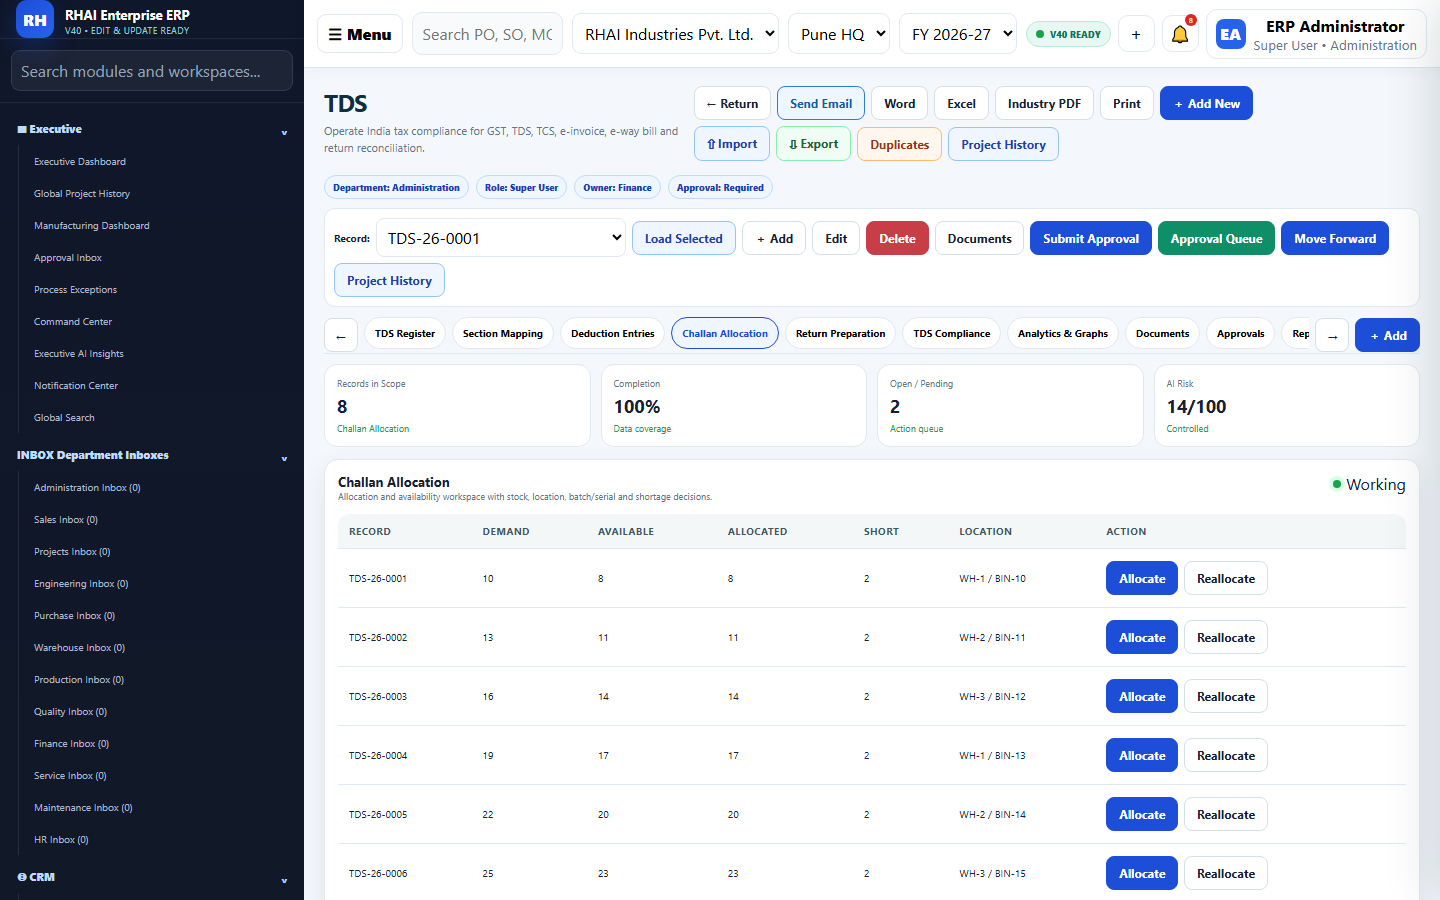 RH
RHAI Enterprise ERP
V40 • EDIT & UPDATE READY
Search modules and workspaces...
Executive
Executive Dashboard
Global Project History
Manufacturing Dashboard
Approval Inbox
Process Exceptions
Command Center
Executive AI Insights
Notification Center
Global Search
INBOX Department Inboxes
Administration Inbox (0)
Sales Inbox (0)
Projects Inbox (0)
Engineering Inbox (0)
Purchase Inbox (0)
Warehouse Inbox (0)
Production Inbox (0)
Quality Inbox (0)
Finance Inbox (0)
Service Inbox (0)
Maintenance Inbox (0)
HR Inbox (0)
CRM
☰ Menu
Search PO, SO, MO
RHAI Industries Pvt. Ltd.
Pune HQ
FY 2026-27
V40 READY
+
8
EA
ERP Administrator
Super User • Administration
TDS
Operate India tax compliance for GST, TDS, TCS, e-invoice, e-way bill and
return reconciliation.
← Return
Send Email
Word
Excel
Industry PDF
Print
+ Add New
⇧ Import
⇩ Export
Duplicates
Project History
Department: Administration
Role: Super User
Owner: Finance
Approval: Required
Record:
TDS-26-0001
Load Selected
+ Add
Edit
Delete
Documents
Submit Approval
Approval Queue
Move Forward
Project History
←
TDS Register
Section Mapping
Deduction Entries
Challan Allocation
Return Preparation
TDS Compliance
Analytics & Graphs
Documents
Approvals
Rep
→
+ Add
Records in Scope
8
Challan Allocation
Completion
100%
Data coverage
Open / Pending
2
Action queue
AI Risk
14/100
Controlled
Challan Allocation
Allocation and availability workspace with stock, location, batch/serial and shortage decisions.
Working
RECORD DEMAND AVAILABLE ALLOCATED SHORT LOCATION ACTION
TDS-26-0001 10 8 8 2 WH-1 / BIN-10 Allocate Reallocate
TDS-26-0002 13 11 11 2 WH-2 / BIN-11 Allocate Reallocate
TDS-26-0003 16 14 14 2 WH-3 / BIN-12 Allocate Reallocate
TDS-26-0004 19 17 17 2 WH-1 / BIN-13 Allocate Reallocate
TDS-26-0005 22 20 20 2 WH-2 / BIN-14 Allocate Reallocate
TDS-26-0006 25 23 23 2 WH-3 / BIN-15 Allocate Reallocate